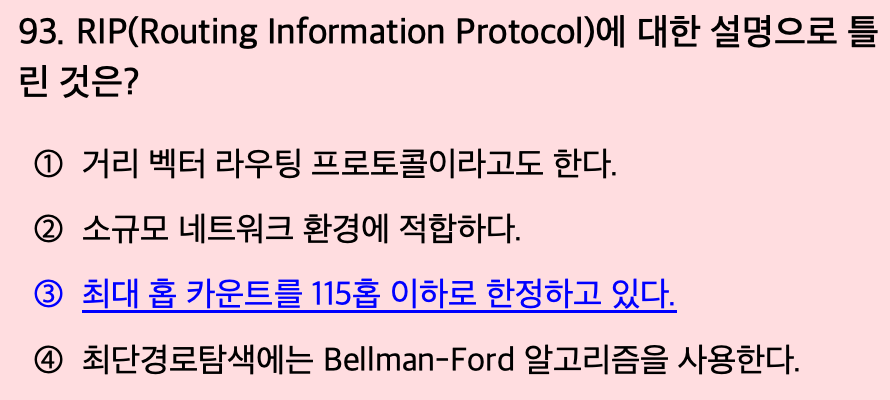 93. RIP(Routing Information Protocol)에 대한 설명으로 틀
린 것은?
① 거리 벡터 라우팅 프로토콜이라고도 한다.
② 소규모 네트워크 환경에 적합하다.
③ 최대 홉 카운트를 115홉 이하로 한정하고 있다.
④ 최단경로탐색에는 Bellman-Ford 알고리즘을 사용한다.